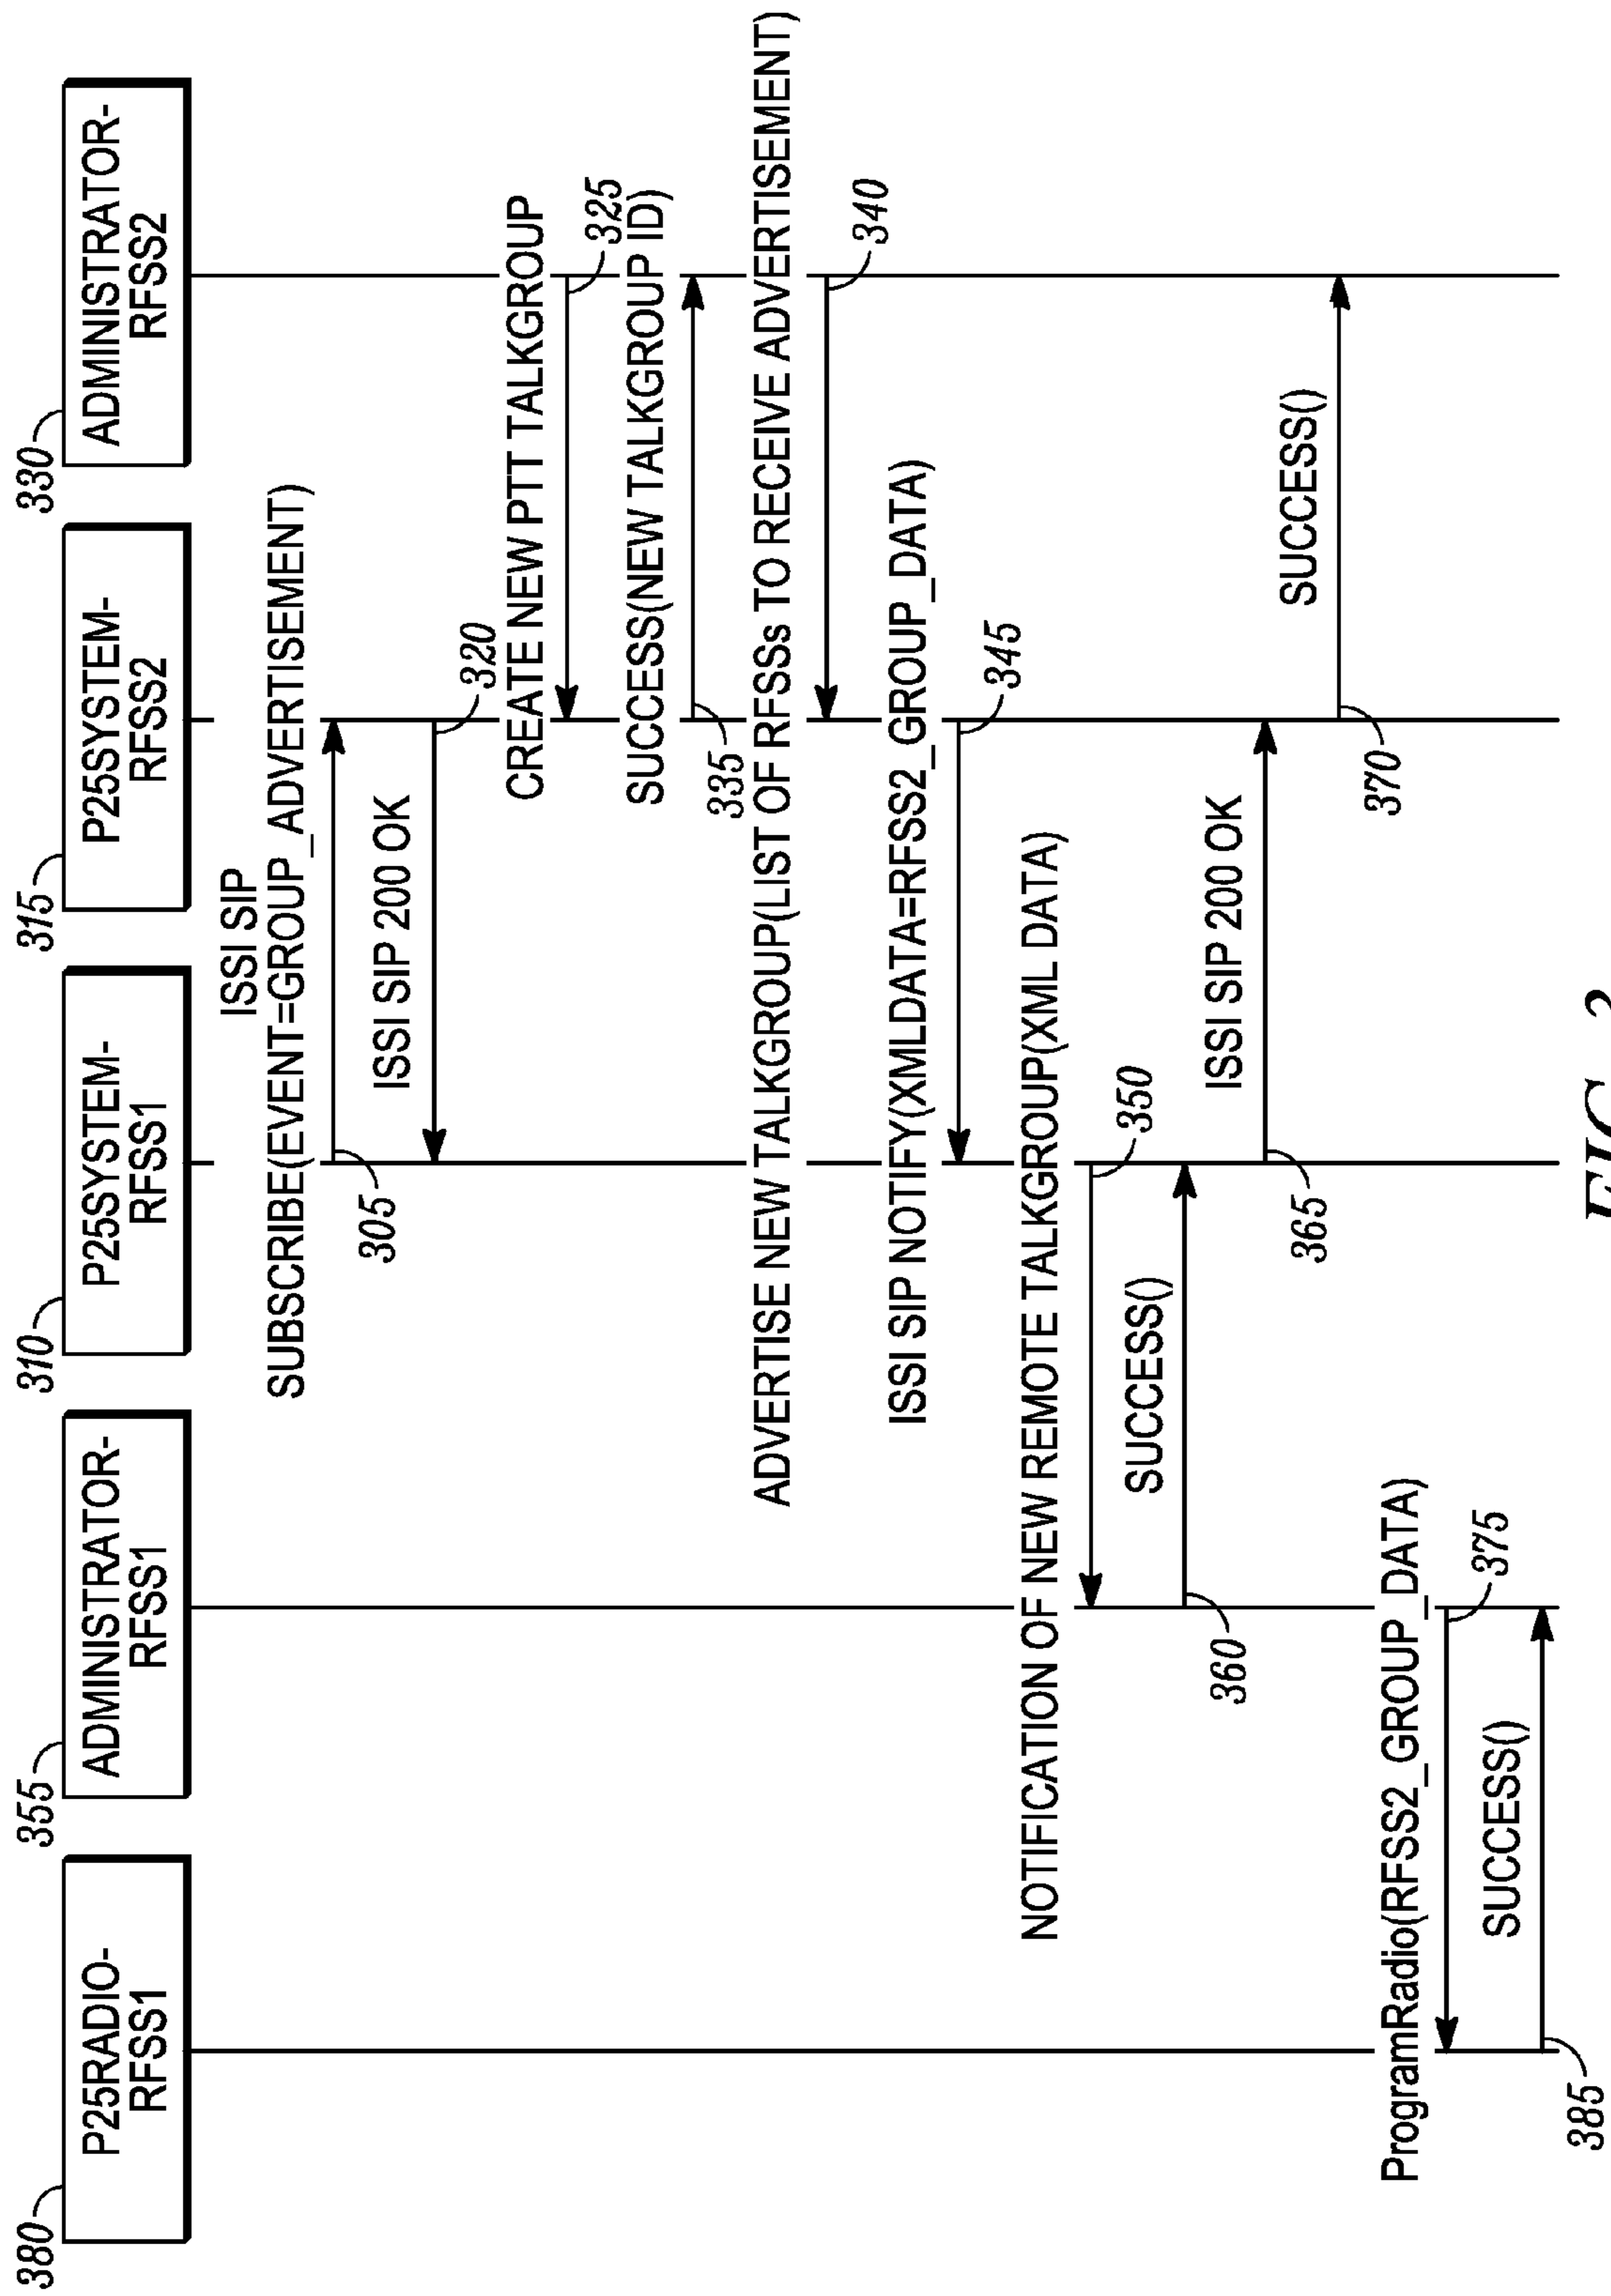 380
P25RADIO-
RFSS1
355
ADMINISTRATOR-
RFSS1
310
P25SYSTEM-
RFSS1
315
P25SYSTEM-
RFSS2
330
ADMINISTRATOR-
RFSS2
ISSI SIP
SUBSCRIBE(EVENT=GROUP_ADVERTISEMENT)
305
ISSI SIP 200 OK
320
CREATE NEW PTT TALKGROUP
325
SUCCESS(NEW TALKGROUP ID)
335
ADVERTISE NEW TALKGROUP(LIST OF RFSSs TO RECEIVE ADVERTISEMENT)
340
ISSI SIP NOTIFY(XMLDATA=RFSS2_GROUP_DATA)
345
NOTIFICATION OF NEW REMOTE TALKGROUP(XML DATA)
350
SUCCESS()
360
ISSI SIP 200 OK
365
SUCCESS()
370
ProgramRadio(RFSS2_GROUP_DATA)
375
SUCCESS()
385